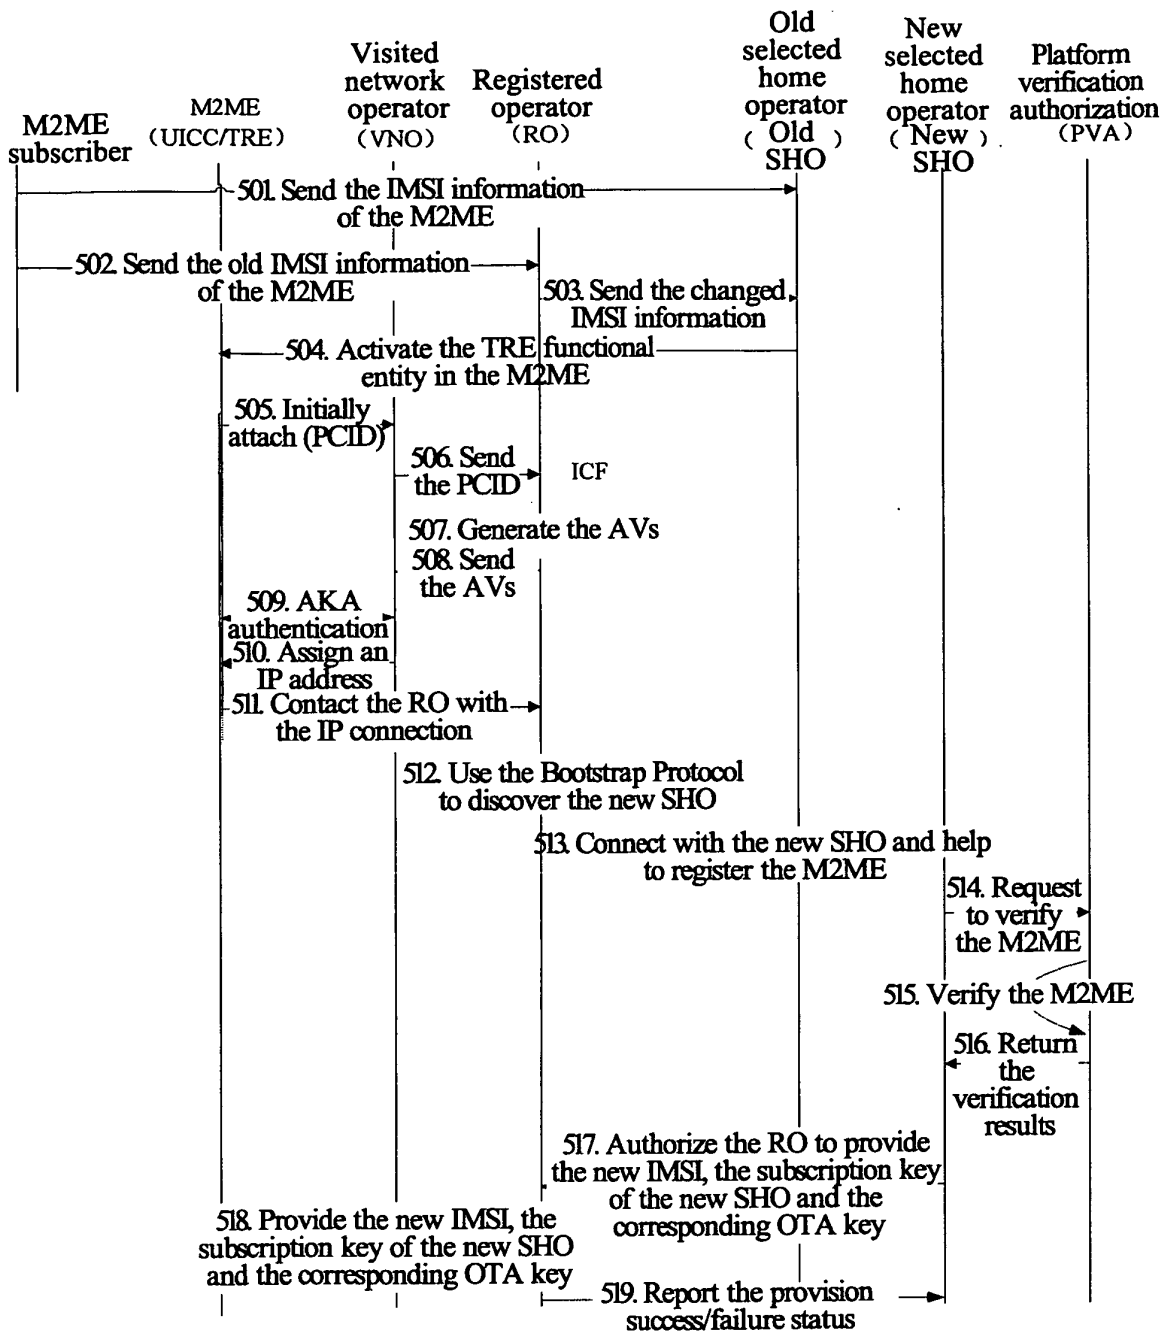 M2ME
subscriber
M2ME
(UICC/TRE)
Visited
network
operator
(VNO)
Registered
operator
(RO)
Old
selected
home
operator
( Old )
SHO
New
selected
home
operator
( New )
SHO
Platform
verification
authorization
(PVA)
501. Send the IMSI information
of the M2ME
502. Send the old IMSI information
of the M2ME
503. Send the changed
IMSI information
504. Activate the TRE functional
entity in the M2ME
505. Initially
attach (PCID)
506. Send
the PCID
ICF
507. Generate the AVs
508. Send
the AVs
509. AKA
authentication
510. Assign an
IP address
511. Contact the RO with
the IP connection
512. Use the Bootstrap Protocol
to discover the new SHO
513. Connect with the new SHO and help
to register the M2ME
514. Request
to verify
the M2ME
515. Verify the M2ME
516. Return
the
verification
results
517. Authorize the RO to provide
the new IMSI, the subscription key
of the new SHO and the
corresponding OTA key
518. Provide the new IMSI, the
subscription key of the new SHO
and the corresponding OTA key
519. Report the provision
success/failure status